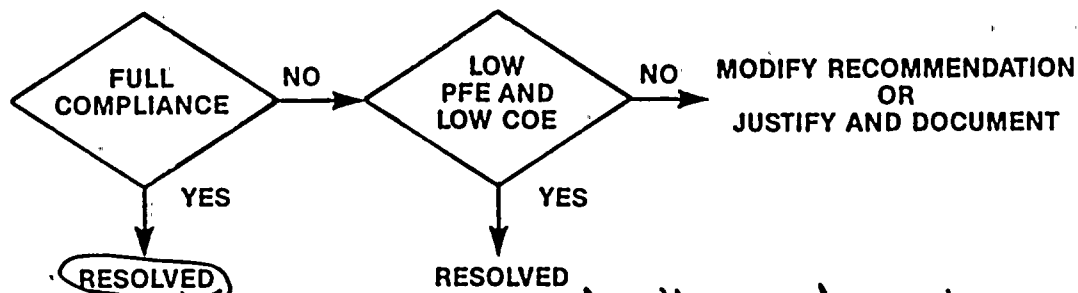 FULL
COMPLIANCE
NO
LOW
PFE AND
LOW COE
NO
MODIFY RECOMMENDATION
OR
JUSTIFY AND DOCUMENT
YES
YES
RESOLVED
RESOLVED